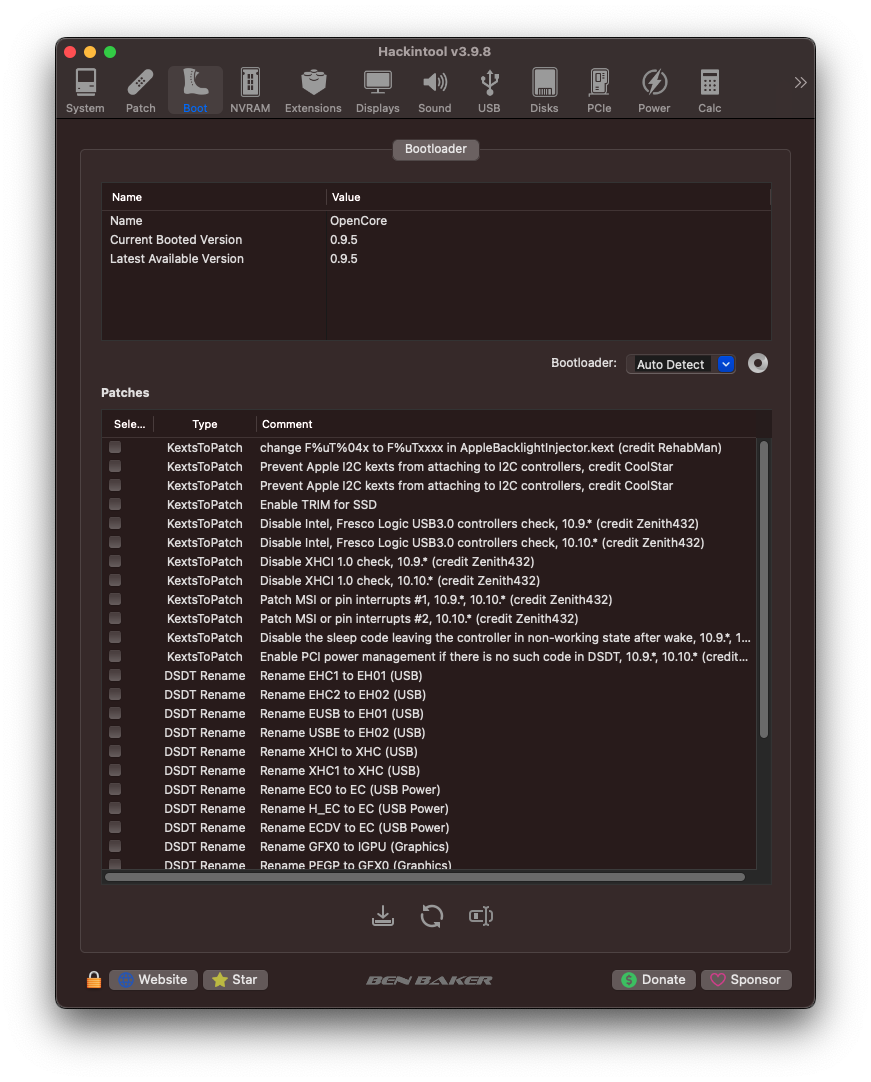 Hackintool v3.9.8
System Patch Boot NVRAM Extensions Displays Sound USB Disks PCIe Power Calc
Bootloader
Name Value
Name OpenCore
Current Booted Version 0.9.5
Latest Available Version 0.9.5
Bootloader: Auto Detect
Patches
Sele... Type Comment
KextsToPatch change F%uT%04x to F%uTxxxx in AppleBacklightInjector.kext (credit RehabMan)
KextsToPatch Prevent Apple I2C kexts from attaching to I2C controllers, credit CoolStar
KextsToPatch Prevent Apple I2C kexts from attaching to I2C controllers, credit CoolStar
KextsToPatch Enable TRIM for SSD
KextsToPatch Disable Intel, Fresco Logic USB3.0 controllers check, 10.9.* (credit Zenith432)
KextsToPatch Disable Intel, Fresco Logic USB3.0 controllers check, 10.10.* (credit Zenith432)
KextsToPatch Disable XHCI 1.0 check, 10.9.* (credit Zenith432)
KextsToPatch Disable XHCI 1.0 check, 10.10.* (credit Zenith432)
KextsToPatch Patch MSI or pin interrupts #1, 10.9.*, 10.10.* (credit Zenith432)
KextsToPatch Patch MSI or pin interrupts #2, 10.10.* (credit Zenith432)
KextsToPatch Disable the sleep code leaving the controller in non-working state after wake, 10.9.*, 1...
KextsToPatch Enable PCI power management if there is no such code in DSDT, 10.9.*, 10.10.* (credit...
DSDT Rename Rename EHC1 to EH01 (USB)
DSDT Rename Rename EHC2 to EH02 (USB)
DSDT Rename Rename EUSB to EH01 (USB)
DSDT Rename Rename USBE to EH02 (USB)
DSDT Rename Rename XHCI to XHC (USB)
DSDT Rename Rename XHC1 to XHC (USB)
DSDT Rename Rename EC0 to EC (USB Power)
DSDT Rename Rename H_EC to EC (USB Power)
DSDT Rename Rename ECDV to EC (USB Power)
DSDT Rename Rename GFX0 to IGPU (Graphics)
DSDT Rename Rename PEGP to GFX0 (Graphics)
Website Star BEN BAKER Donate Sponsor